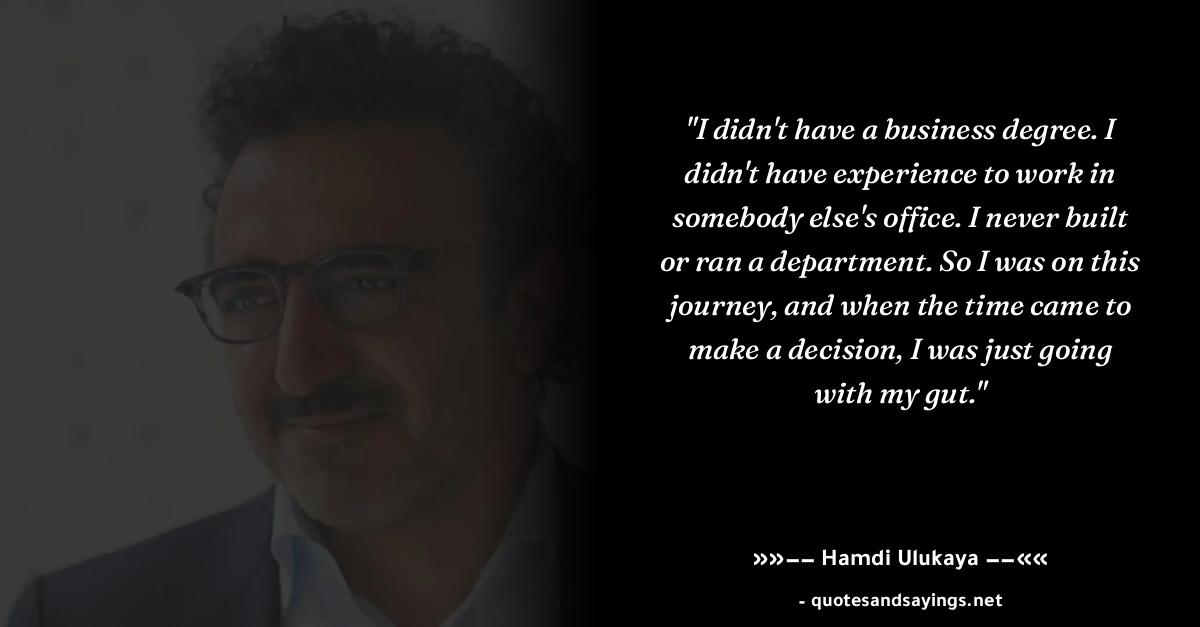 "I didn't have a business degree. I
didn't have experience to work in
somebody else's office. I never built
or ran a department. So I was on this
journey, and when the time came to
make a decision, I was just going
with my gut."
»»−− Hamdi Ulukaya −−««
- quotesandsayings.net